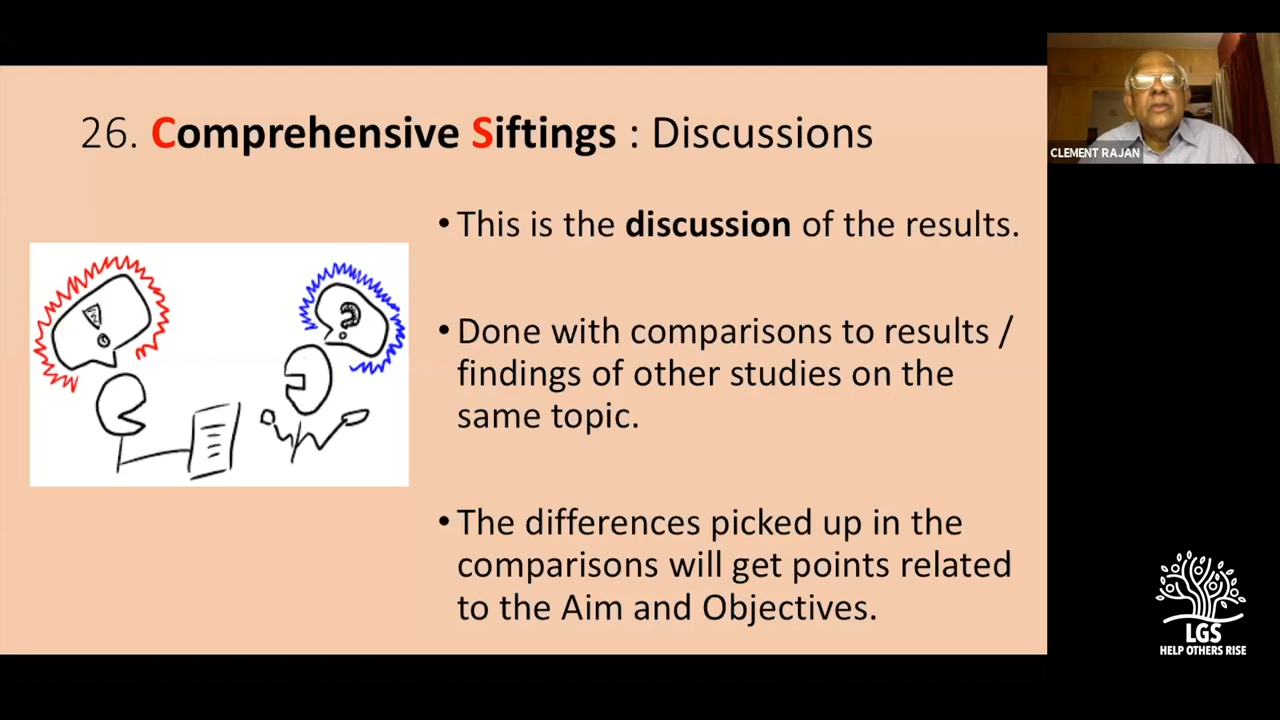 26. Comprehensive Siftings : Discussions
• This is the discussion of the results.
• Done with comparisons to results /
findings of other studies on the
same topic.
• The differences picked up in the
comparisons will get points related
to the Aim and Objectives.
CLEMENT RAJAN
LGS
HELP OTHERS RISE